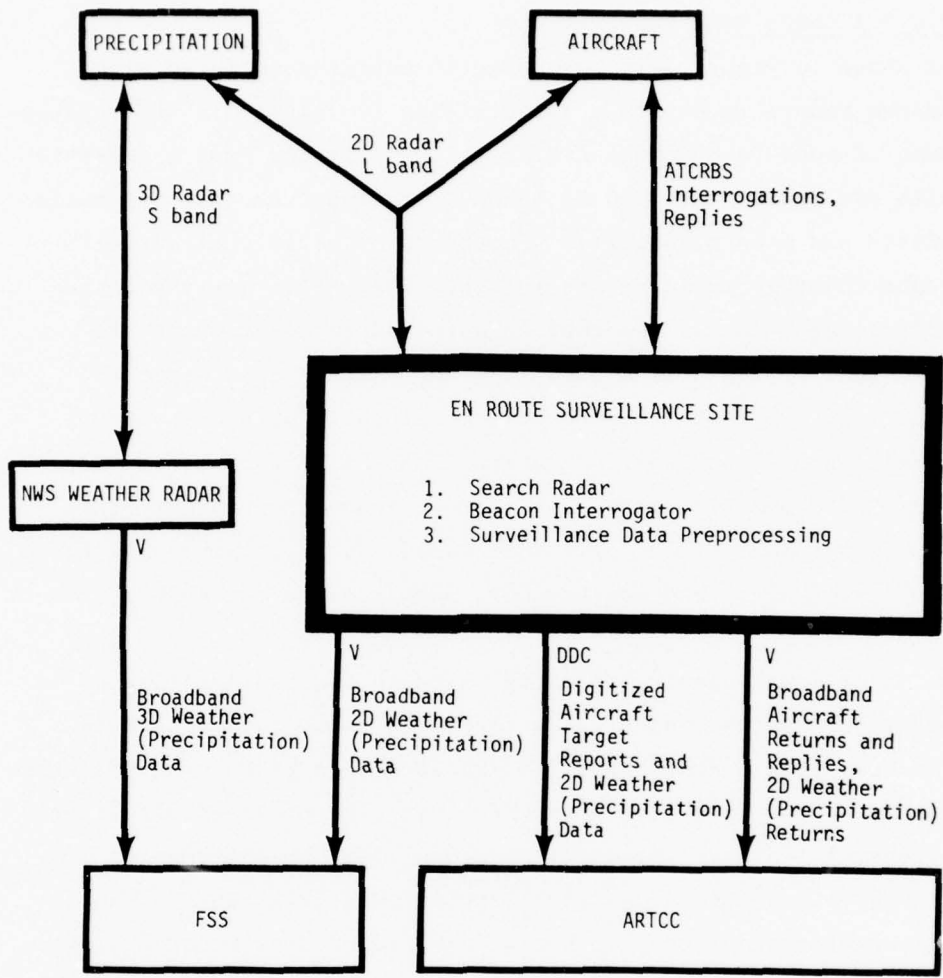 PRECIPITATION
AIRCRAFT
2D Radar
L band
3D Radar
S band
ATCRBS
Interrogations,
Replies
EN ROUTE SURVEILLANCE SITE
1. Search Radar
2. Beacon Interrogator
3. Surveillance Data Preprocessing
NWS WEATHER RADAR
V
Broadband
3D Weather
(Precipitation)
Data
V
Broadband
2D Weather
(Precipitation)
Data
DDC
Digitized
Aircraft
Target
Reports and
2D Weather
(Precipitation)
Data
V
Broadband
Aircraft
Returns and
Replies,
2D Weather
(Precipitation)
Returns
FSS
ARTCC